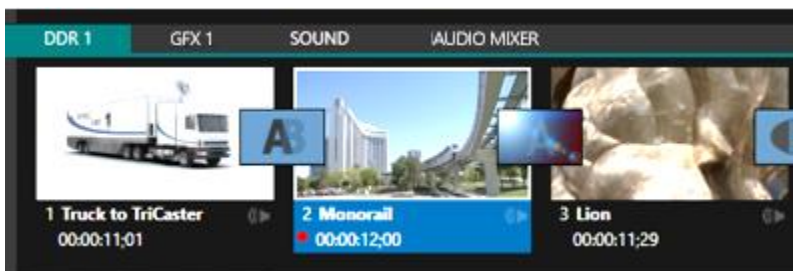 DDR 1 GFX 1 SOUND AUDIO MIXER
AB A
1 Truck to TriCaster 2 Monorail 3 Lion
00:00:11;01 00:00:12;00 00:00:11;29